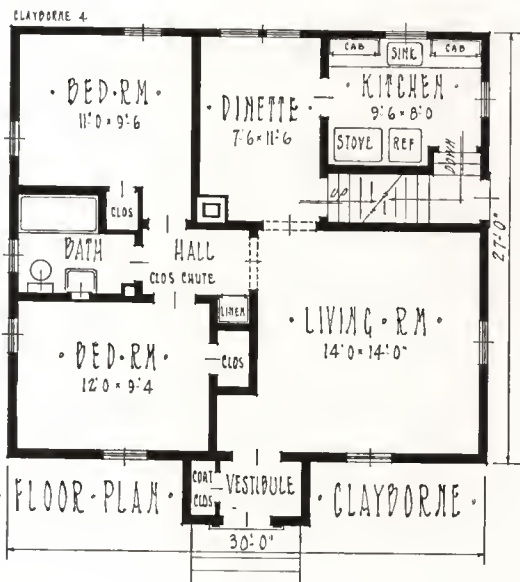 CLAYBORNE 4
CAB
SINK
CAB
BED·RM·
11'·0 × 9'·6
·DINETTE·
7'·6 × 11'·6
·KITCHEN·
9'·6 × 8'·0
STOVE
REF
DOWN
UP
CLOS
BATH
HALL
CLOS CHUTE
LINEN
27'-0"
·LIVING·RM·
14'·0 × 14'·0"
·BED·RM·
12'·0 × 9'·4
CLOS
COAT
CLOS
VESTIBULE
·FLOOR·PLAN·
·CLAYBORNE·
30'·0"